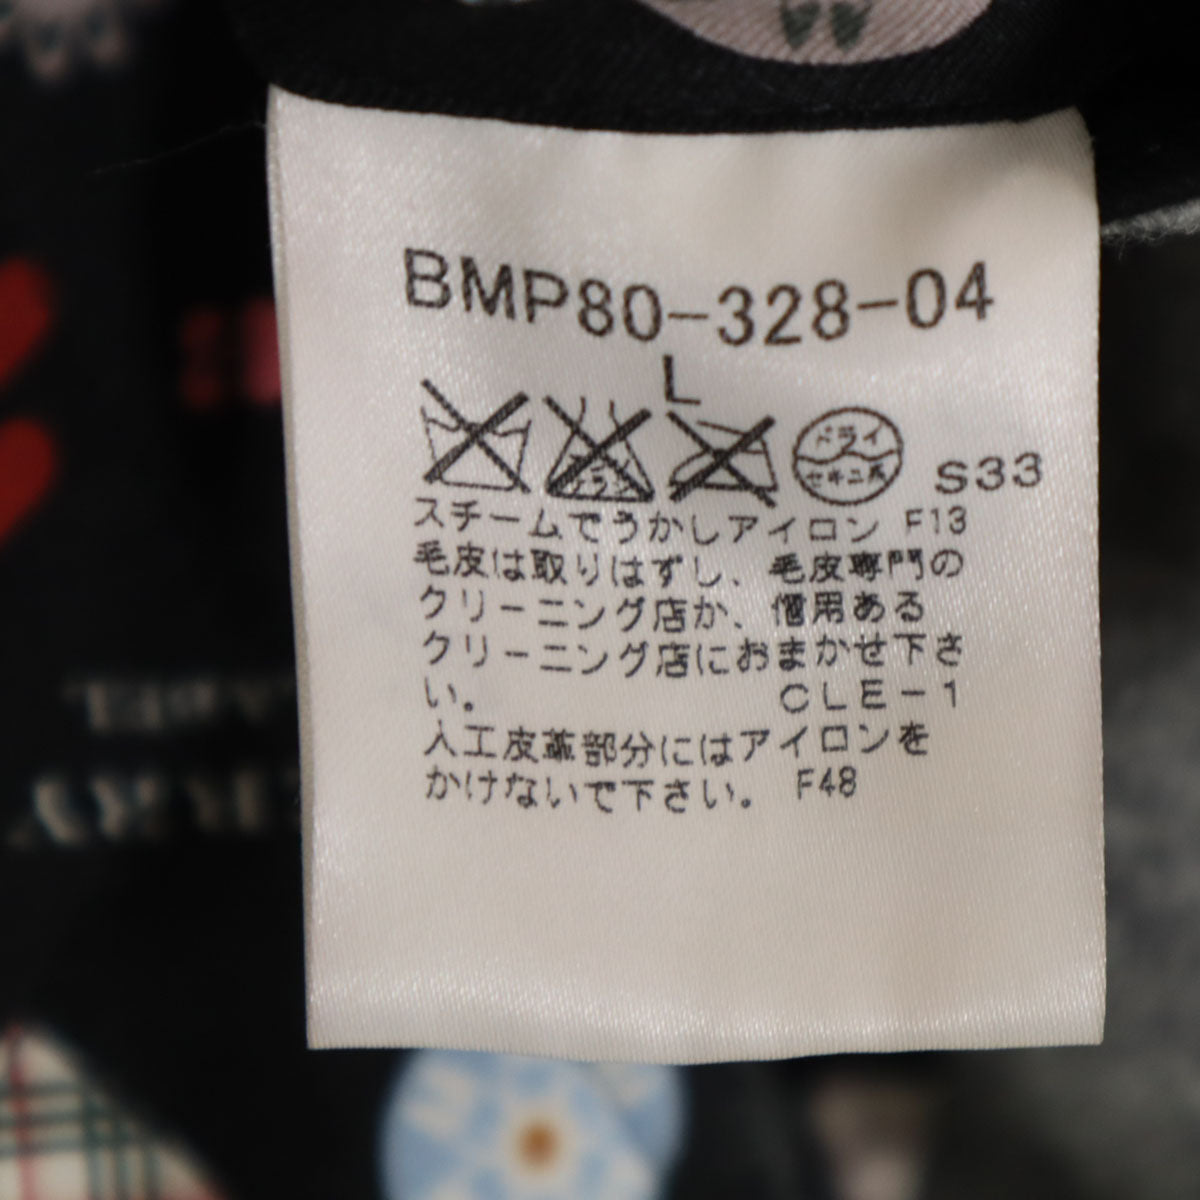 BMP80-328-04
L
ドライ
セキユ系
S33
スチームでうかしアイロン F13
毛皮は取りはずし、毛皮専門の
クリーニング店か、信用ある
クリーニング店におまかせ下さ
い。 CLE-1
人工皮革部分にはアイロンを
かけないで下さい。 F48